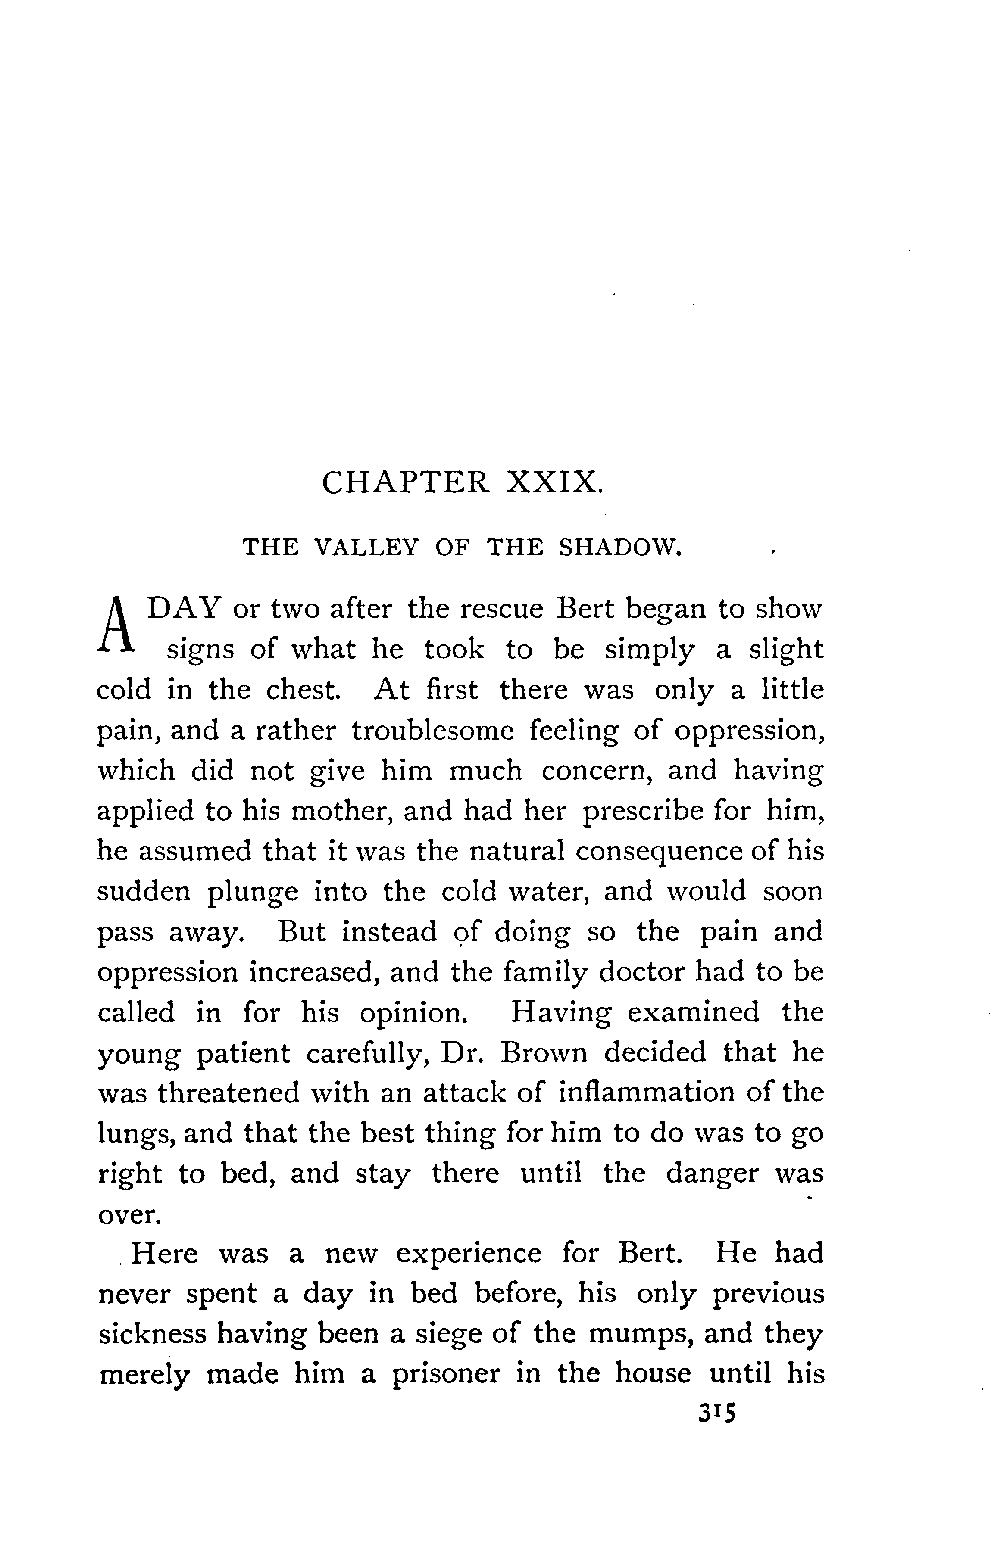 CHAPTER XXIX.
THE VALLEY OF THE SHADOW.
A DAY or two after the rescue Bert began to show
signs of what he took to be simply a slight
cold in the chest. At first there was only a little
pain, and a rather troublesome feeling of oppression,
which did not give him much concern, and having
applied to his mother, and had her prescribe for him,
he assumed that it was the natural consequence of his
sudden plunge into the cold water, and would soon
pass away. But instead of doing so the pain and
oppression increased, and the family doctor had to be
called in for his opinion. Having examined the
young patient carefully, Dr. Brown decided that he
was threatened with an attack of inflammation of the
lungs, and that the best thing for him to do was to go
right to bed, and stay there until the danger was
over.
Here was a new experience for Bert. He had
never spent a day in bed before, his only previous
sickness having been a siege of the mumps, and they
merely made him a prisoner in the house until his
315